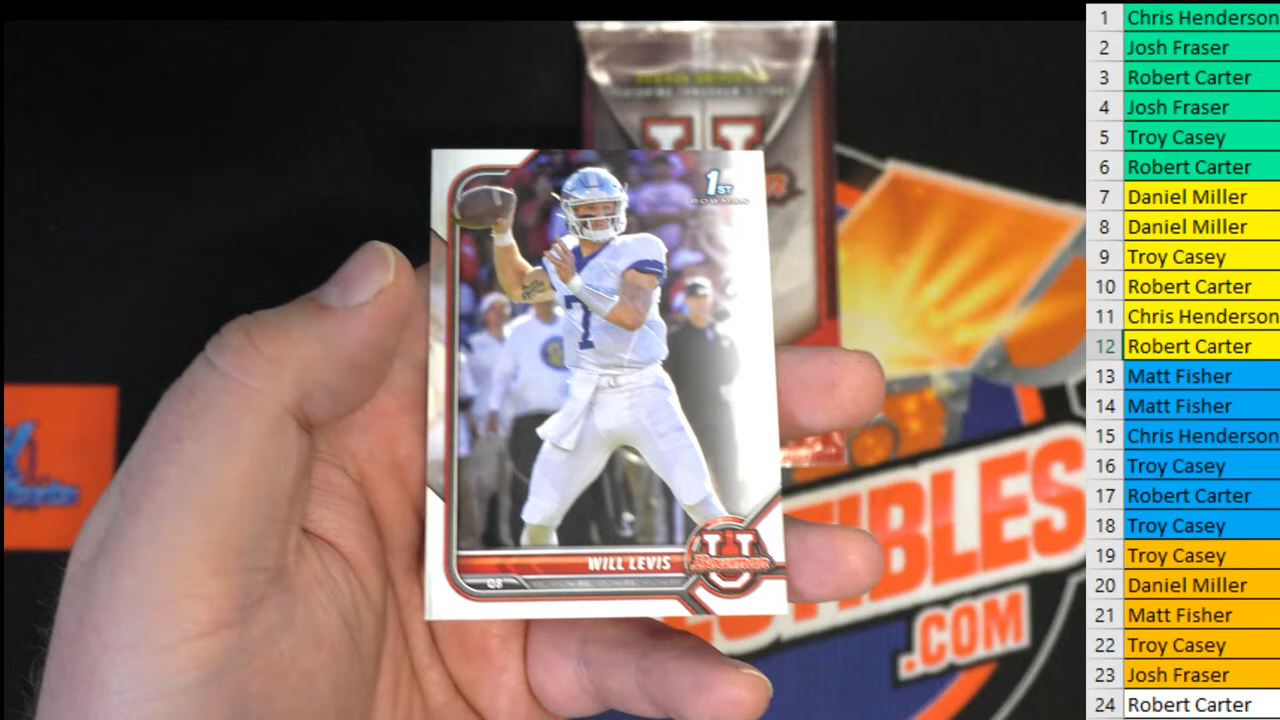 1 Chris Henderson
2 Josh Fraser
3 Robert Carter
4 Josh Fraser
5 Troy Casey
6 Robert Carter
7 Daniel Miller
8 Daniel Miller
9 Troy Casey
10 Robert Carter
11 Chris Henderson
12 Robert Carter
13 Matt Fisher
14 Matt Fisher
15 Chris Henderson
16 Troy Casey
17 Robert Carter
18 Troy Casey
19 Troy Casey
20 Daniel Miller
21 Matt Fisher
22 Troy Casey
23 Josh Fraser
24 Robert Carter
U
1ST
BOWMAN
7
WILL LEVIS
QB
U
Bowman
TIBLES
.COM